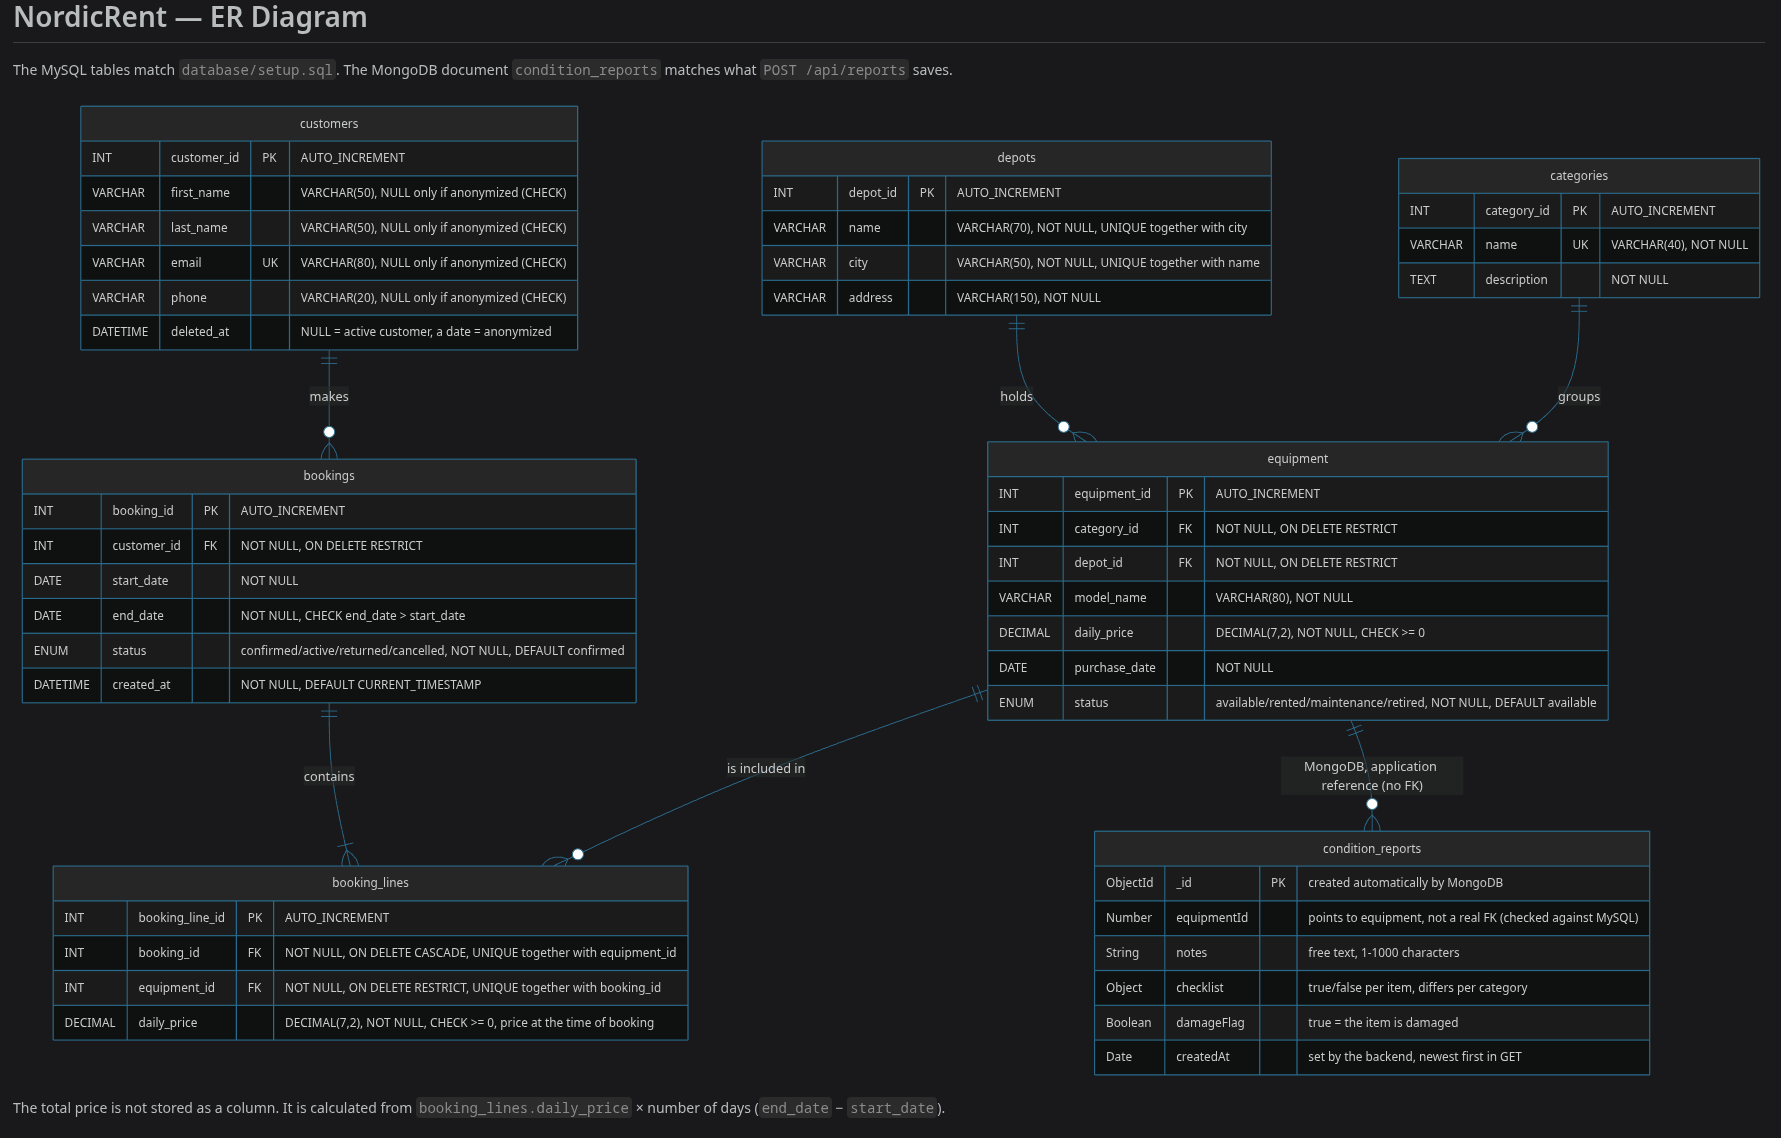 NordicRent — ER Diagram
The MySQL tables match database/setup.sql. The MongoDB document condition_reports matches what POST /api/reports saves.
customers
INT customer_id PK AUTO_INCREMENT
VARCHAR first_name VARCHAR(50), NULL only if anonymized (CHECK)
VARCHAR last_name VARCHAR(50), NULL only if anonymized (CHECK)
VARCHAR email UK VARCHAR(80), NULL only if anonymized (CHECK)
VARCHAR phone VARCHAR(20), NULL only if anonymized (CHECK)
DATETIME deleted_at NULL = active customer, a date = anonymized
depots
INT depot_id PK AUTO_INCREMENT
VARCHAR name VARCHAR(70), NOT NULL, UNIQUE together with city
VARCHAR city VARCHAR(50), NOT NULL, UNIQUE together with name
VARCHAR address VARCHAR(150), NOT NULL
categories
INT category_id PK AUTO_INCREMENT
VARCHAR name UK VARCHAR(40), NOT NULL
TEXT description NOT NULL
makes
holds
groups
bookings
INT booking_id PK AUTO_INCREMENT
INT customer_id FK NOT NULL, ON DELETE RESTRICT
DATE start_date NOT NULL
DATE end_date NOT NULL, CHECK end_date > start_date
ENUM status confirmed/active/returned/cancelled, NOT NULL, DEFAULT confirmed
DATETIME created_at NOT NULL, DEFAULT CURRENT_TIMESTAMP
equipment
INT equipment_id PK AUTO_INCREMENT
INT category_id FK NOT NULL, ON DELETE RESTRICT
INT depot_id FK NOT NULL, ON DELETE RESTRICT
VARCHAR model_name VARCHAR(80), NOT NULL
DECIMAL daily_price DECIMAL(7,2), NOT NULL, CHECK >= 0
DATE purchase_date NOT NULL
ENUM status available/rented/maintenance/retired, NOT NULL, DEFAULT available
contains
is included in
MongoDB, application
reference (no FK)
booking_lines
INT booking_line_id PK AUTO_INCREMENT
INT booking_id FK NOT NULL, ON DELETE CASCADE, UNIQUE together with equipment_id
INT equipment_id FK NOT NULL, ON DELETE RESTRICT, UNIQUE together with booking_id
DECIMAL daily_price DECIMAL(7,2), NOT NULL, CHECK >= 0, price at the time of booking
condition_reports
ObjectId _id PK created automatically by MongoDB
Number equipmentId points to equipment, not a real FK (checked against MySQL)
String notes free text, 1-1000 characters
Object checklist true/false per item, differs per category
Boolean damageFlag true = the item is damaged
Date createdAt set by the backend, newest first in GET
The total price is not stored as a column. It is calculated from booking_lines.daily_price × number of days (end_date − start_date).